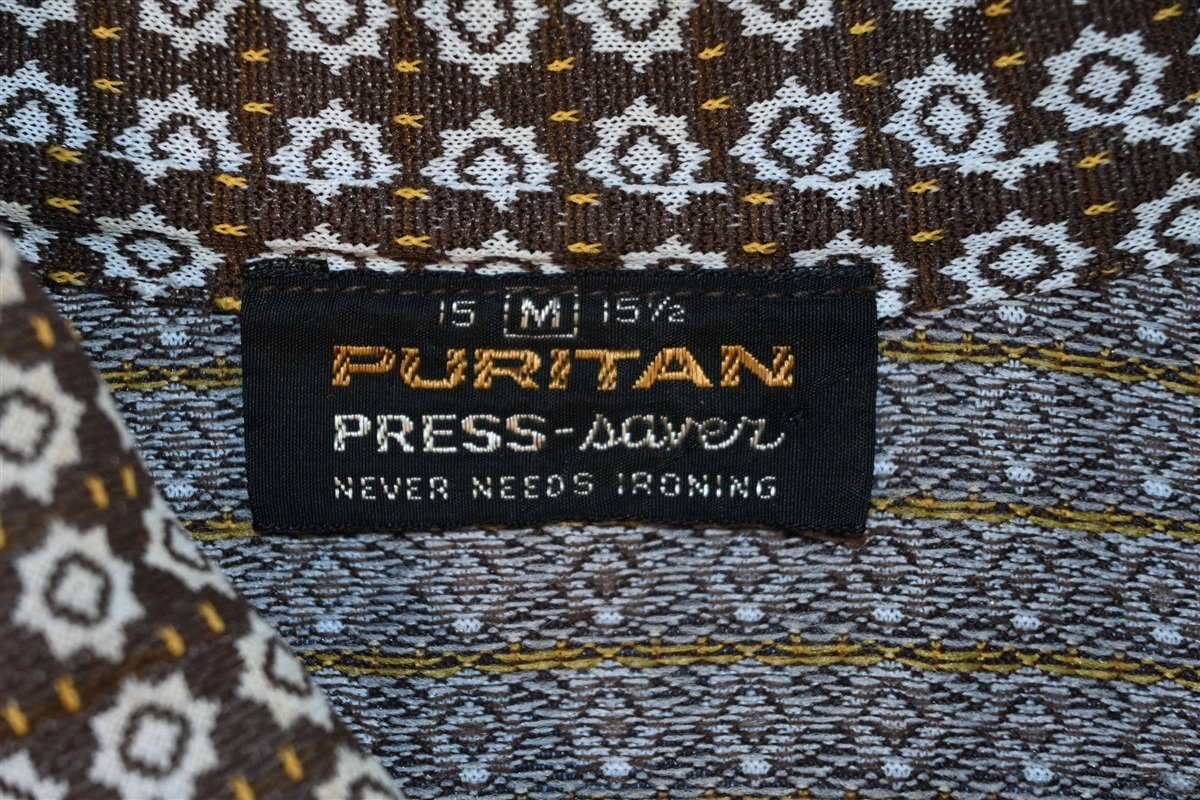 15 M 15½
PURITAN
PRESS-saver
NEVER NEEDS IRONING